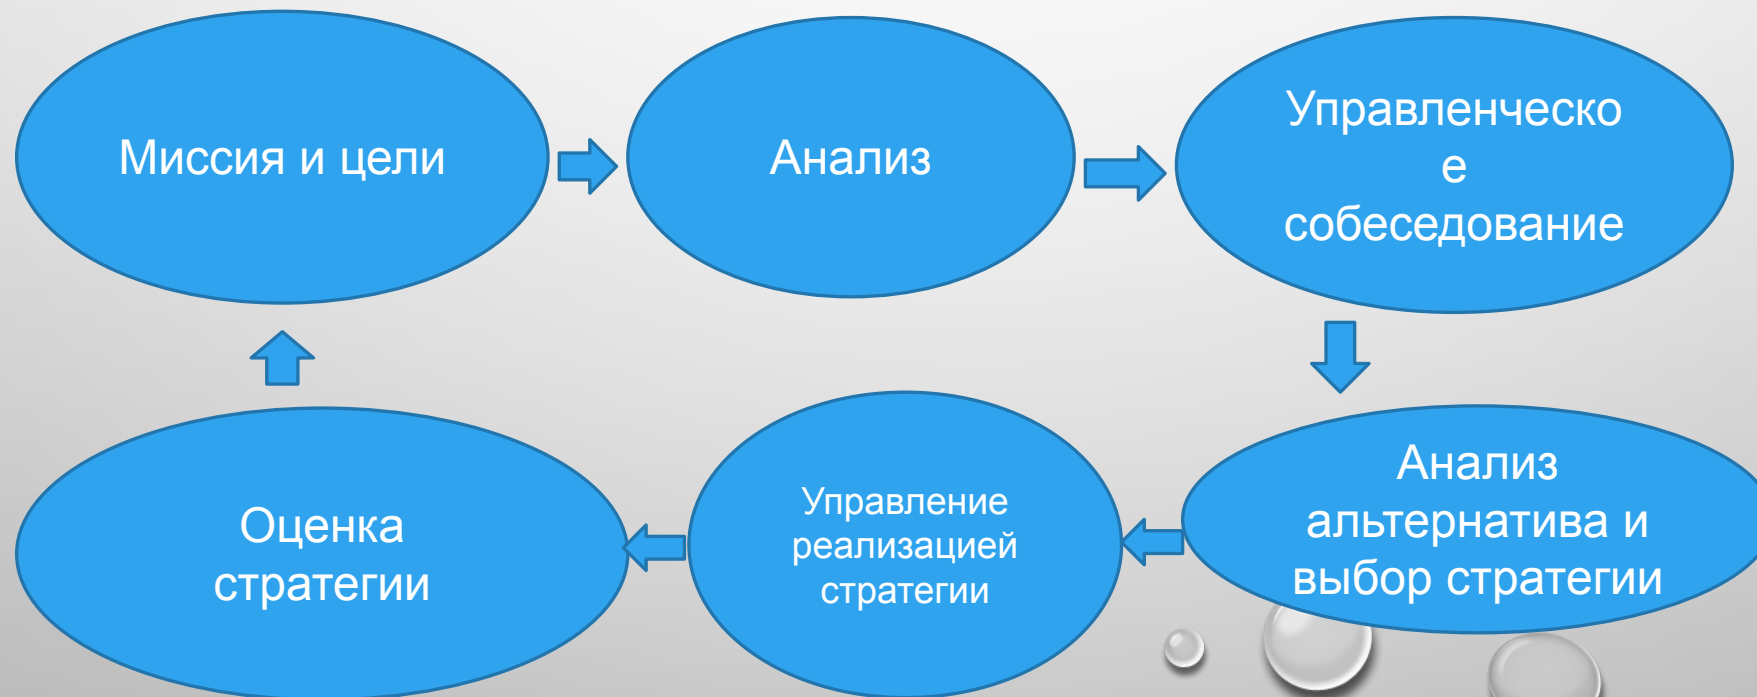 Миссия и цели
Анализ
Управленческо
е
собеседование
Анализ
альтернатива и
выбор стратегии
Управление
реализацией
стратегии
Оценка
стратегии